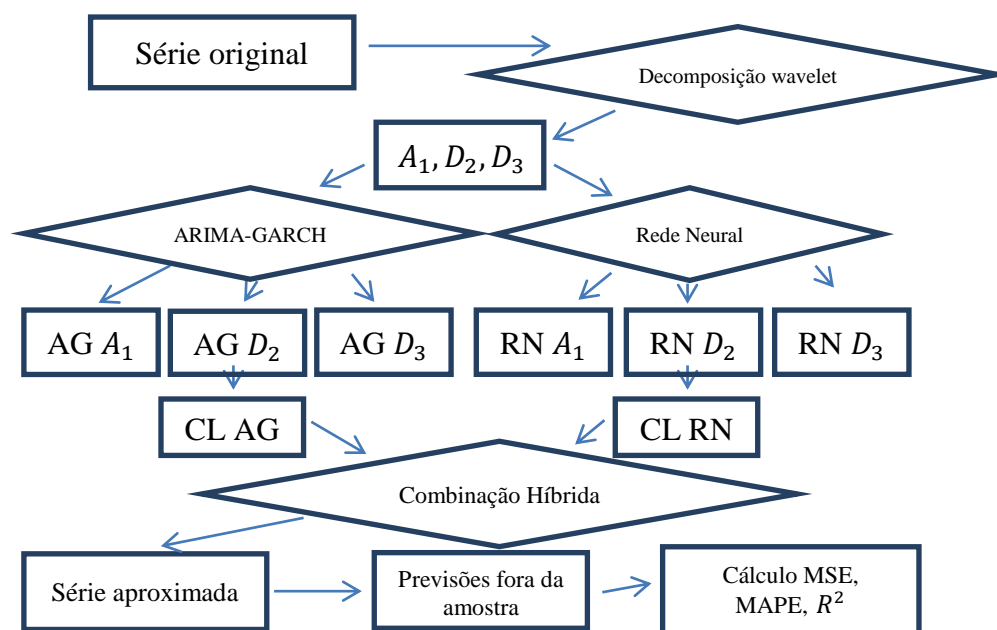 Série original
Decomposição wavelet
𝐴₁, 𝐷₂, 𝐷₃
ARIMA-GARCH
Rede Neural
AG 𝐴₁
AG 𝐷₂
AG 𝐷₃
RN 𝐴₁
RN 𝐷₂
RN 𝐷₃
CL AG
CL RN
Combinação Híbrida
Série aproximada
Previsões fora da
amostra
Cálculo MSE,
MAPE, 𝑅²